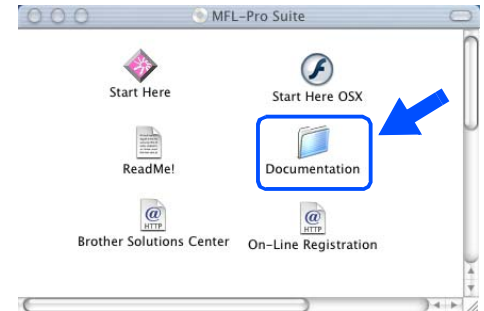 MFL-Pro Suite
Start Here
Start Here OSX
ReadMe!
Documentation
@
HTTP
@
HTTP
Brother Solutions Center
On-Line Registration